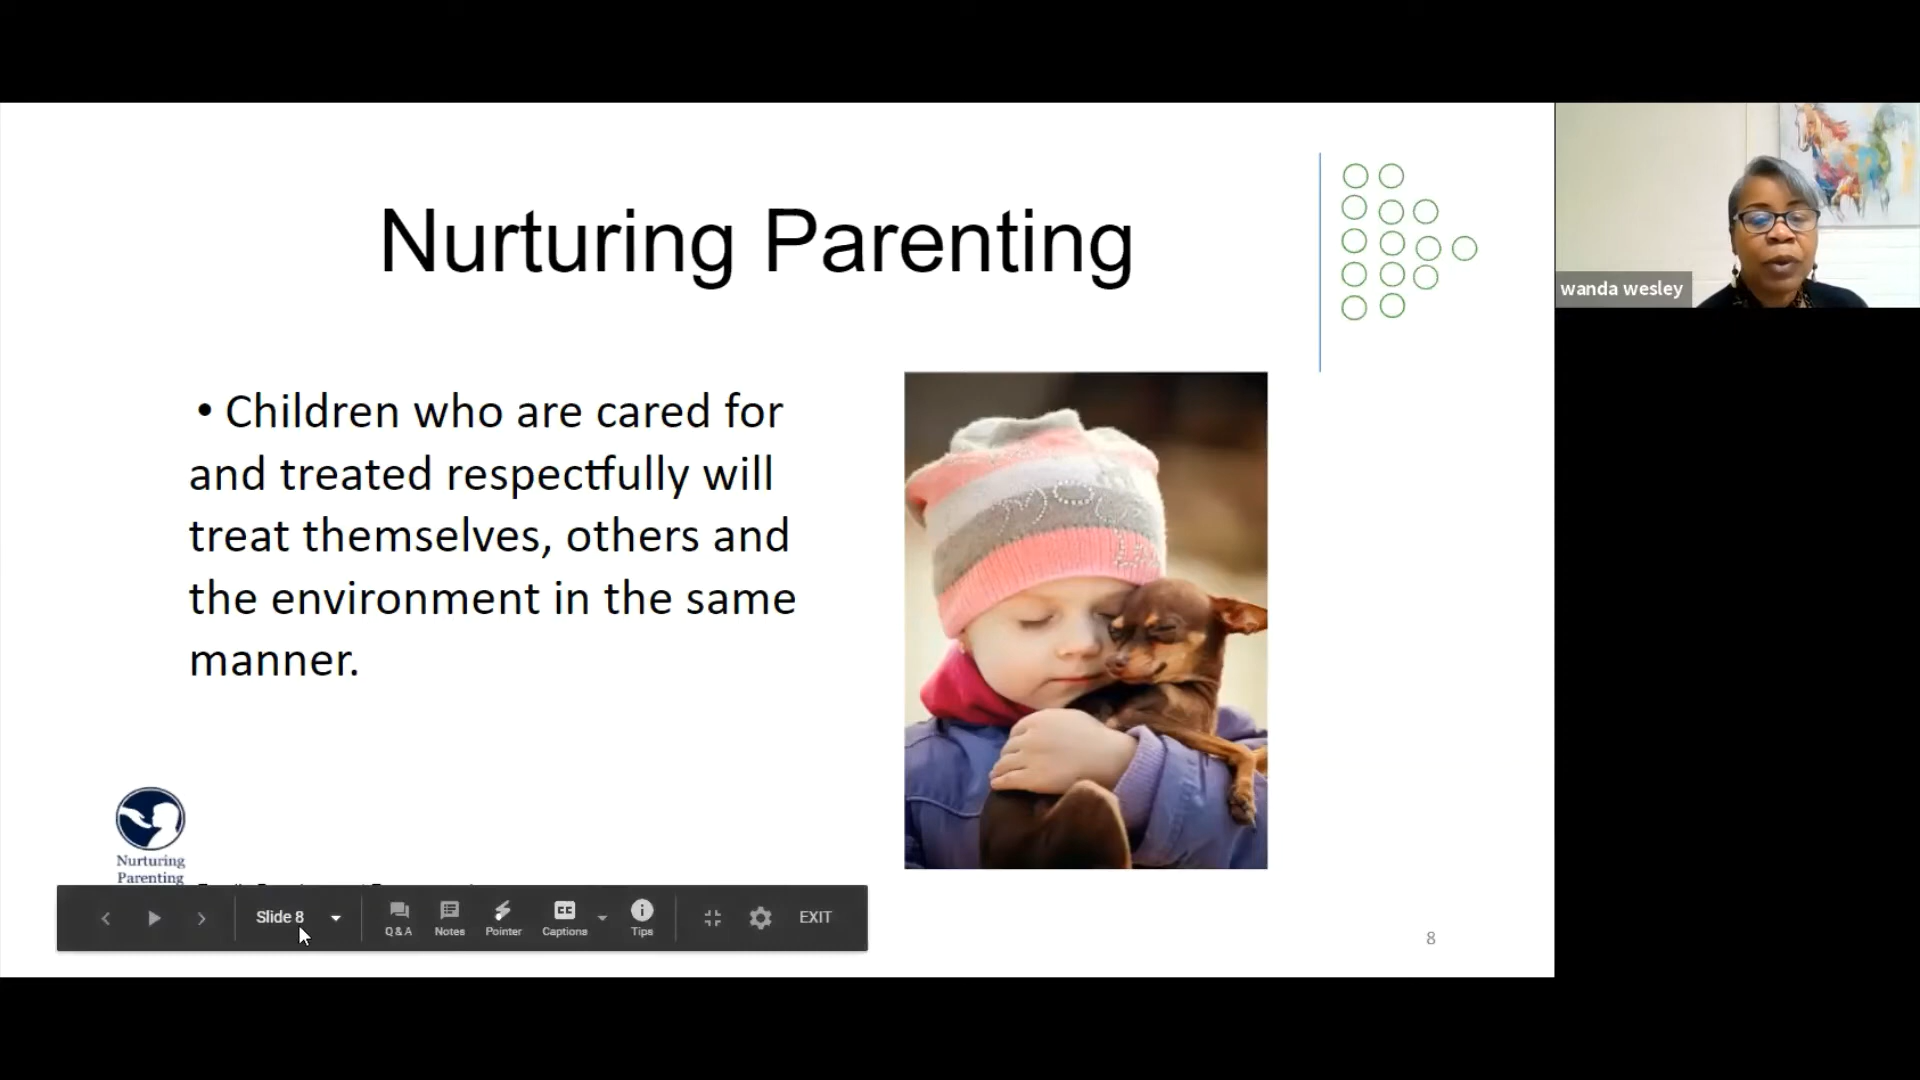 Nurturing Parenting
• Children who are cared for
and treated respectfully will
treat themselves, others and
the environment in the same
manner.
Nurturing
Parenting
Slide 8
Q & A
Notes
Pointer
CC
Captions
Tips
EXIT
8
wanda wesley